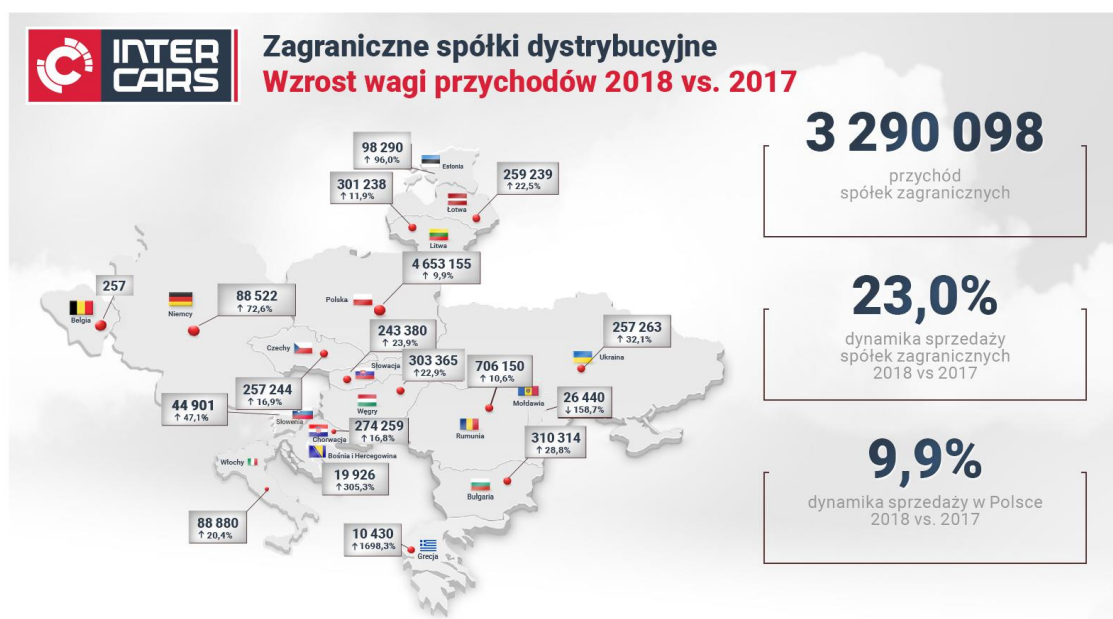 INTER
CARS
Zagraniczne spółki dystrybucyjne
Wzrost wagi przychodów 2018 vs. 2017
98 290
↑ 96,0%
Estonia
301 238
↑ 11,9%
259 239
↑ 22,5%
Łotwa
Litwa
4 653 155
↑ 9,9%
Polska
257
Belgia
Niemcy
88 522
↑ 72,6%
Czechy
243 380
↑ 23,9%
Słowacja
303 365
↑22,9%
706 150
↑ 10,6%
257 263
↑ 32,1%
Ukraina
257 244
↑ 16,9%
Węgry
Mołdawia
26 440
↓ 158,7%
44 901
↑ 47,1%
Słowenia
Chorwacja
274 259
↑ 16,8%
Rumunia
310 314
↑ 28,8%
Bośnia i Hercegowina
19 926
↑ 305,3%
Włochy
Bułgaria
88 880
↑ 20,4%
10 430
↑ 1698,3%
Grecja
3 290 098
przychód
spółek zagranicznych
23,0%
dynamika sprzedaży
spółek zagranicznych
2018 vs 2017
9,9%
dynamika sprzedaży w Polsce
2018 vs. 2017